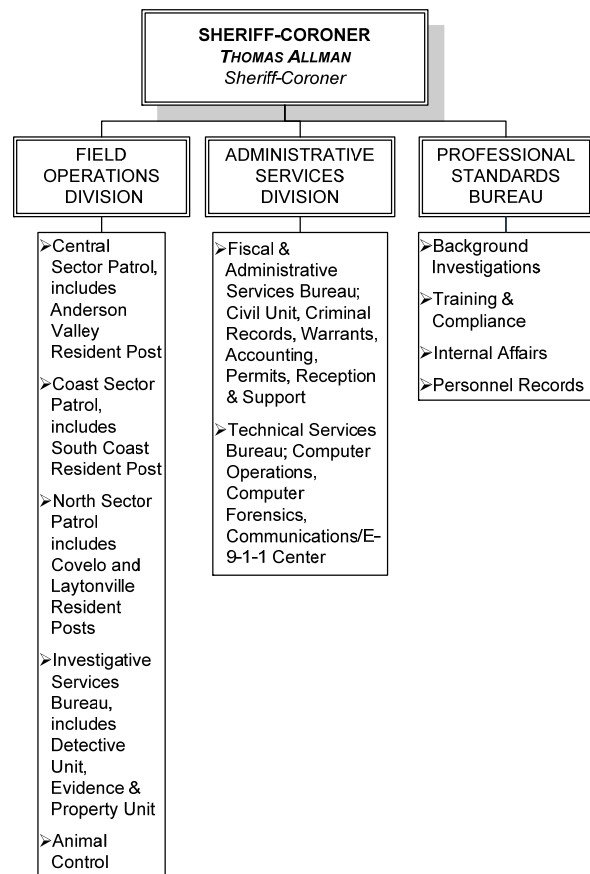 SHERIFF-CORONER
THOMAS ALLMAN
Sheriff-Coroner
FIELD
OPERATIONS
DIVISION
➢Central
Sector Patrol,
includes
Anderson
Valley
Resident Post
➢Coast Sector
Patrol,
includes
South Coast
Resident Post
➢North Sector
Patrol
includes
Covelo and
Laytonville
Resident
Posts
➢Investigative
Services
Bureau,
includes
Detective
Unit,
Evidence &
Property Unit
➢Animal
Control
ADMINISTRATIVE
SERVICES
DIVISION
➢Fiscal &
Administrative
Services Bureau;
Civil Unit, Criminal
Records, Warrants,
Accounting,
Permits, Reception
& Support
➢Technical Services
Bureau; Computer
Operations,
Computer
Forensics,
Communications/E-
9-1-1 Center
PROFESSIONAL
STANDARDS
BUREAU
➢Background
Investigations
➢Training &
Compliance
➢Internal Affairs
➢Personnel Records